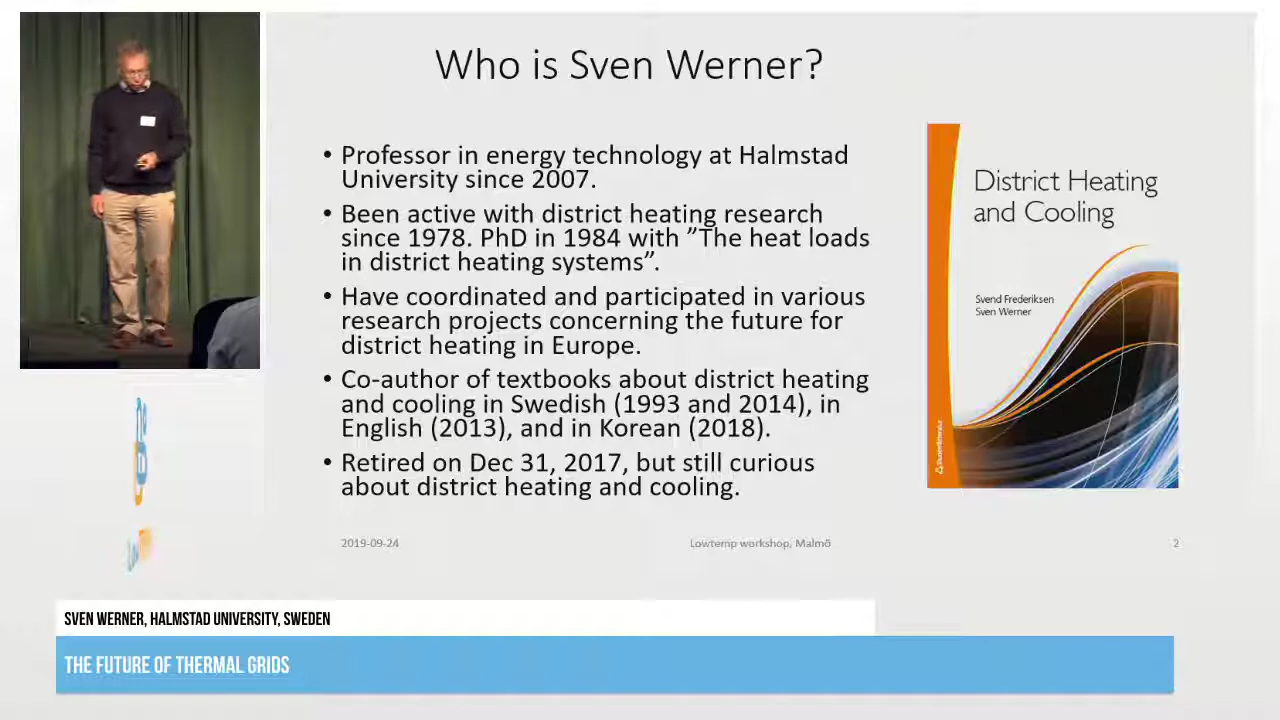 Who is Sven Werner?
• Professor in energy technology at Halmstad
University since 2007.
• Been active with district heating research
since 1978. PhD in 1984 with ”The heat loads
in district heating systems”.
• Have coordinated and participated in various
research projects concerning the future for
district heating in Europe.
• Co-author of textbooks about district heating
and cooling in Swedish (1993 and 2014), in
English (2013), and in Korean (2018).
• Retired on Dec 31, 2017, but still curious
about district heating and cooling.
District Heating
and Cooling
Svend Frederiksen
Sven Werner
Studentlitteratur
2019-09-24
Lowtemp workshop, Malmö
2
SVEN WERNER, HALMSTAD UNIVERSITY, SWEDEN
THE FUTURE OF THERMAL GRIDS